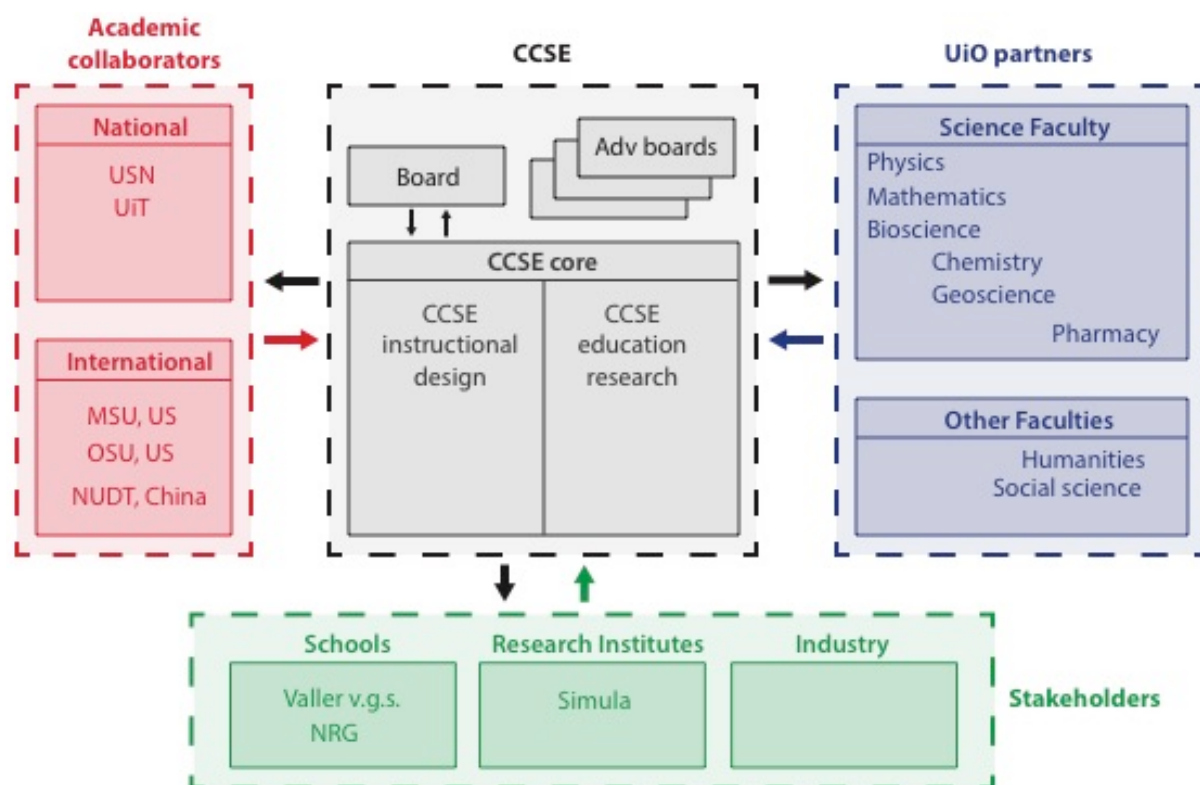 Academic
collaborators
National
USN
UiT
International
MSU, US
OSU, US
NUDT, China
CCSE
Board
Adv boards
CCSE core
CCSE
instructional
design
CCSE
education
research
UiO partners
Science Faculty
Physics
Mathematics
Bioscience
Chemistry
Geoscience
Pharmacy
Other Faculties
Humanities
Social science
Schools
Valler v.g.s.
NRG
Research Institutes
Simula
Industry
Stakeholders